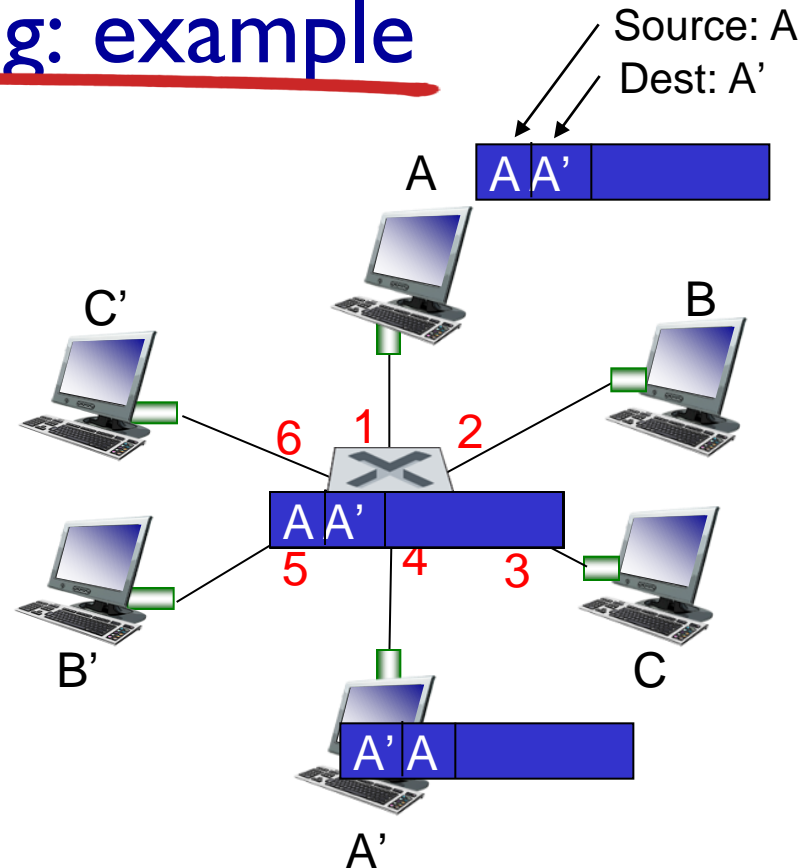 g: example
Source: A
Dest: A’
A
A A’
C’
B
6
1
2
A A’
5
4
3
B’
C
A’ A
A’